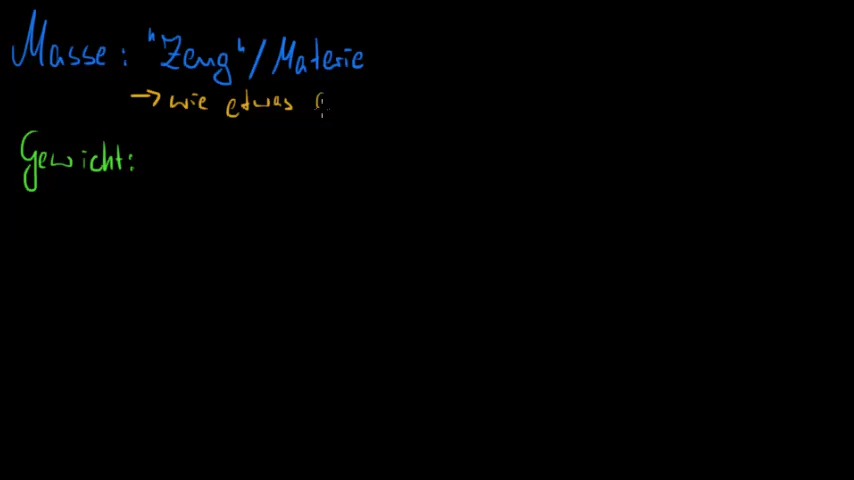 Masse: "Zeug"/Materie
→ wie etwas
Gewicht: